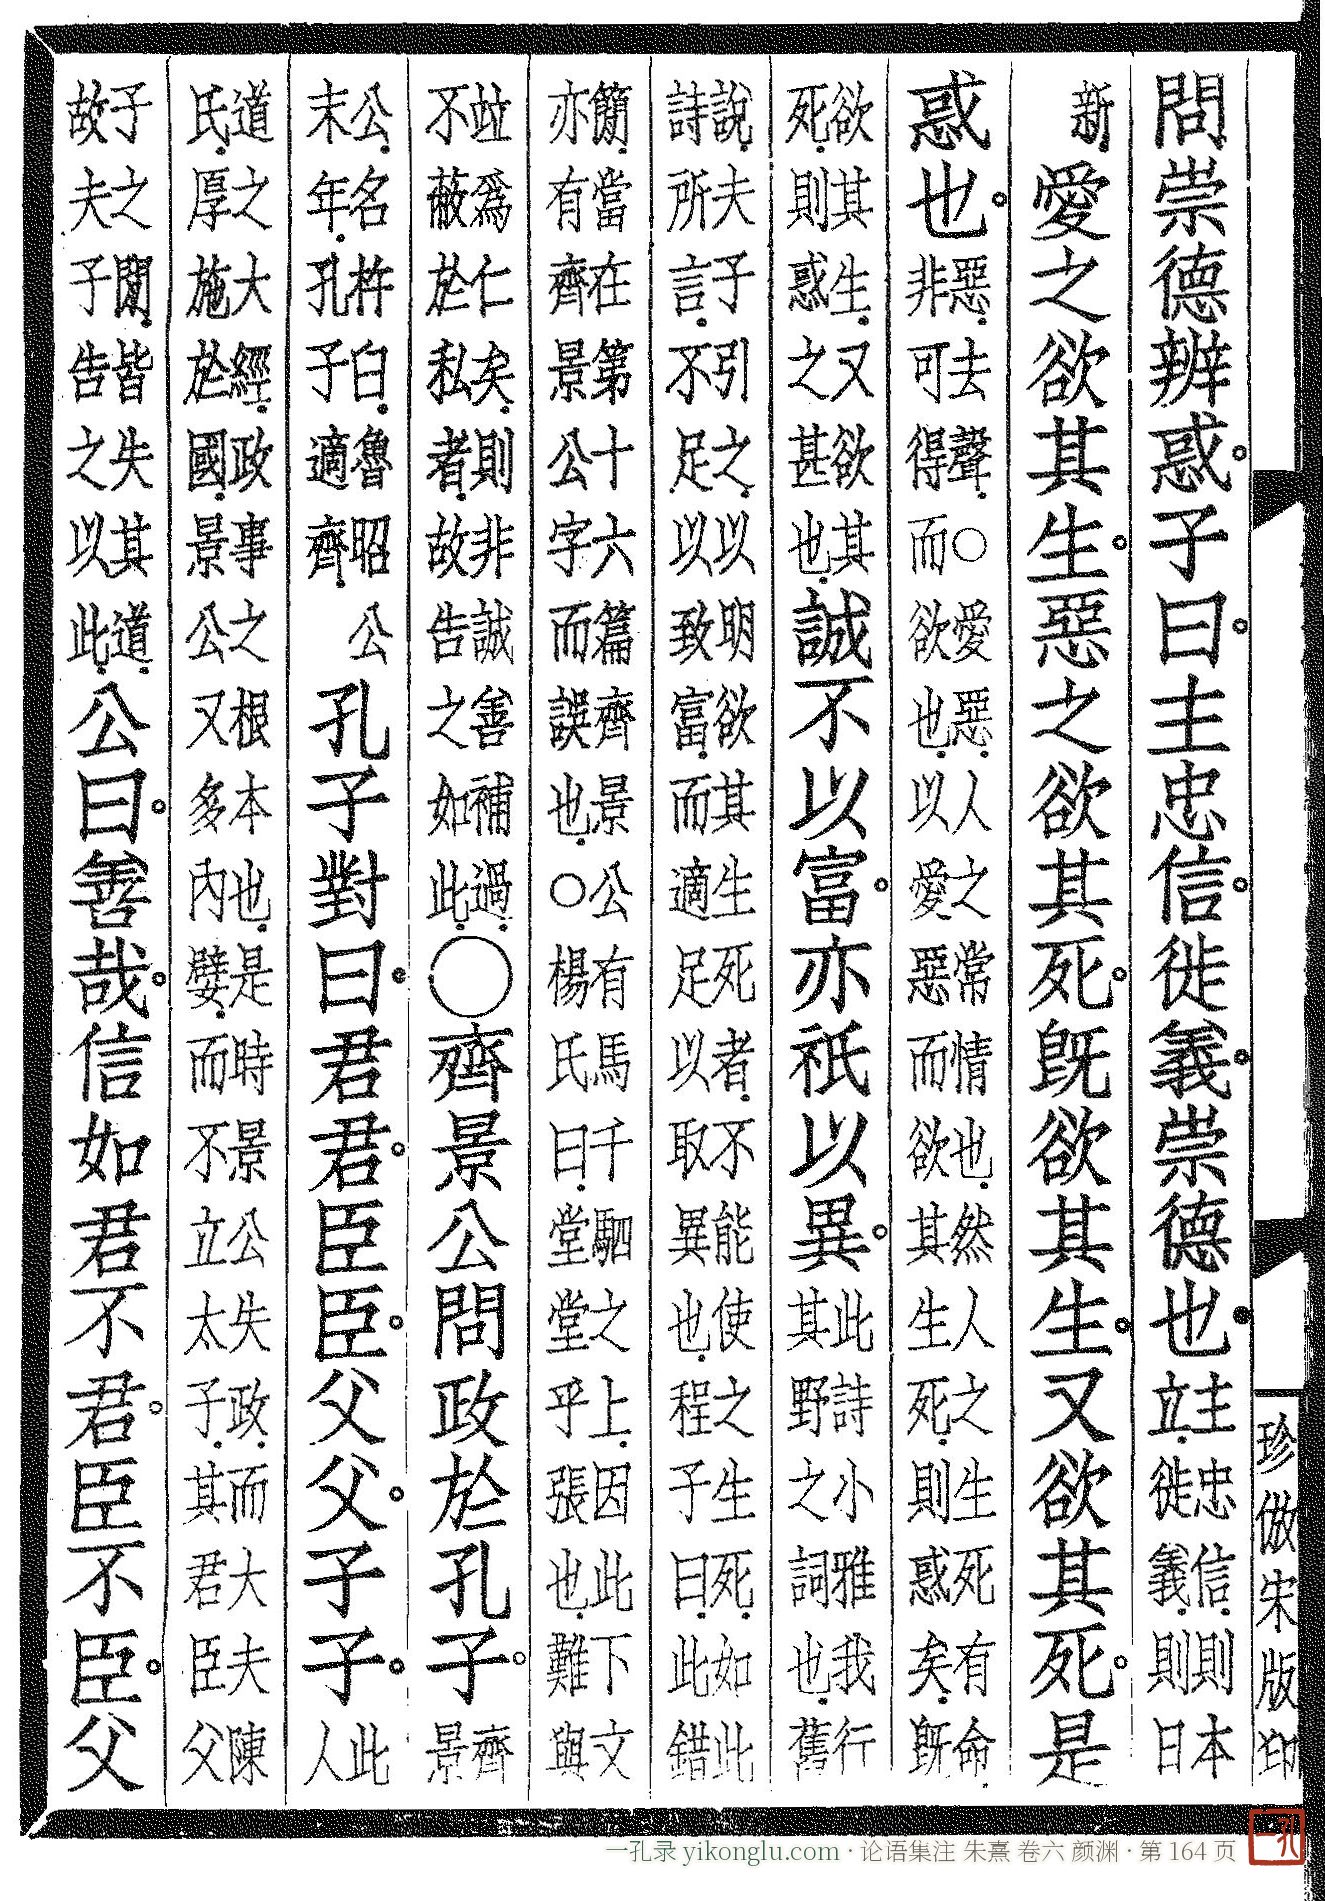 珍倣宋版印
問崇德辨惑。子曰。主忠信。徙義。崇德也。主忠信。則本立。徙義。則日
新。愛之欲其生。惡之欲其死。既欲其生。又欲其死。是
惑也。惡。去聲。○愛惡。人之常情也。然人之生死有命。非可得而欲也。以愛惡而欲其生死。則惑矣。既
欲其生。又欲其死。則惑之甚也。誠不以富。亦祇以異。此詩小雅我行其野之詞也。舊
說。夫子引之。以明欲其生死者。不能使之生死。如此詩所言。不足以致富。而適足以取異也。程子曰。此錯
簡。當在第十六篇齊景公有馬千駟之上。因此下文亦有齊景公字而誤也。○楊氏曰。堂堂乎張也。難與
竝爲仁矣。則非誠善補過。不蔽於私者。故告之如此。○齊景公問政於孔子。齊景
公。名杵臼。魯昭公末年。孔子適齊。孔子對曰。君君。臣臣。父父。子子。此人
道之大經。政事之根本也。是時景公失政。而大夫陳氏。厚施於國。景公又多內嬖。而不立太子。其君臣父
子之閒。皆失其道。故夫子告之以此。公曰。善哉。信如君不君。臣不臣。父
一孔录 yikonglu.com · 论语集注 朱熹 卷六 颜渊 · 第 164 页
一孔